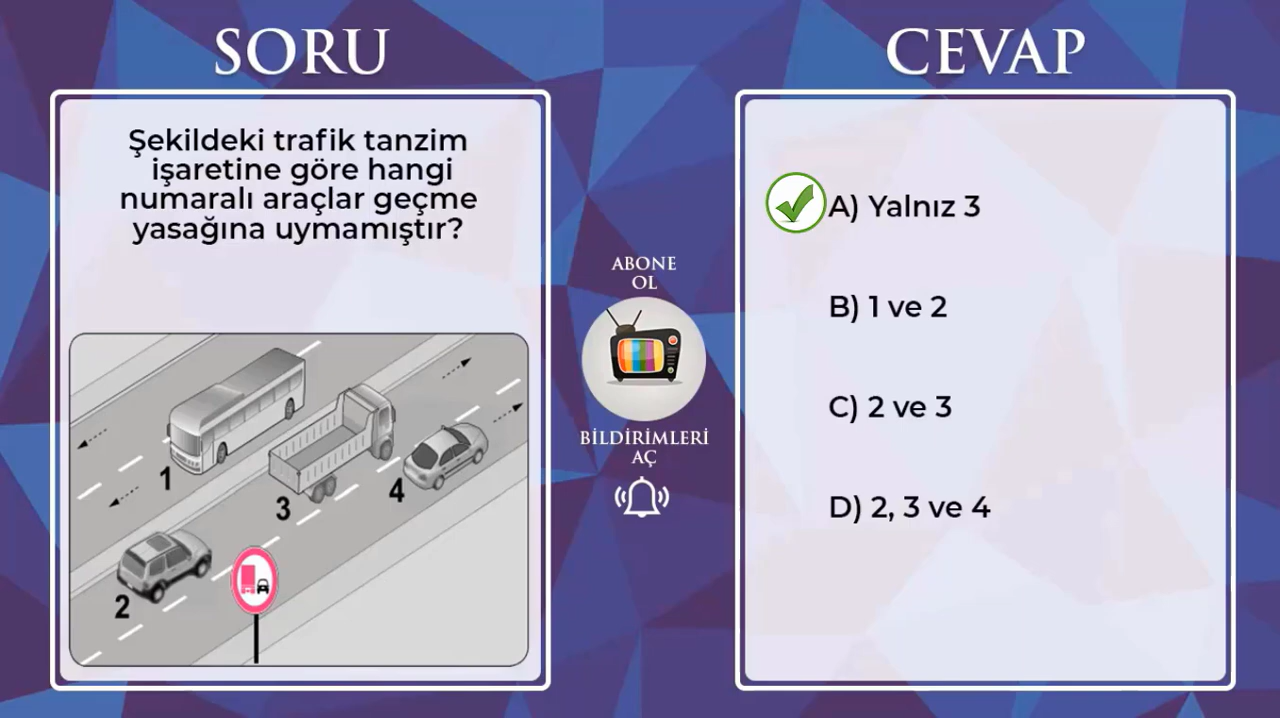 SORU
Şekildeki trafik tanzim
işaretine göre hangi
numaralı araçlar geçme
yasağına uymamıştır?
1
2
3
4
ABONE
OL
BİLDİRİMLERİ
AÇ
CEVAP
A) Yalnız 3
B) 1 ve 2
C) 2 ve 3
D) 2, 3 ve 4